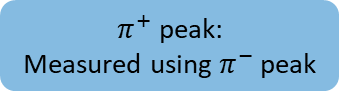 π⁺ peak:
Measured using π⁻ peak